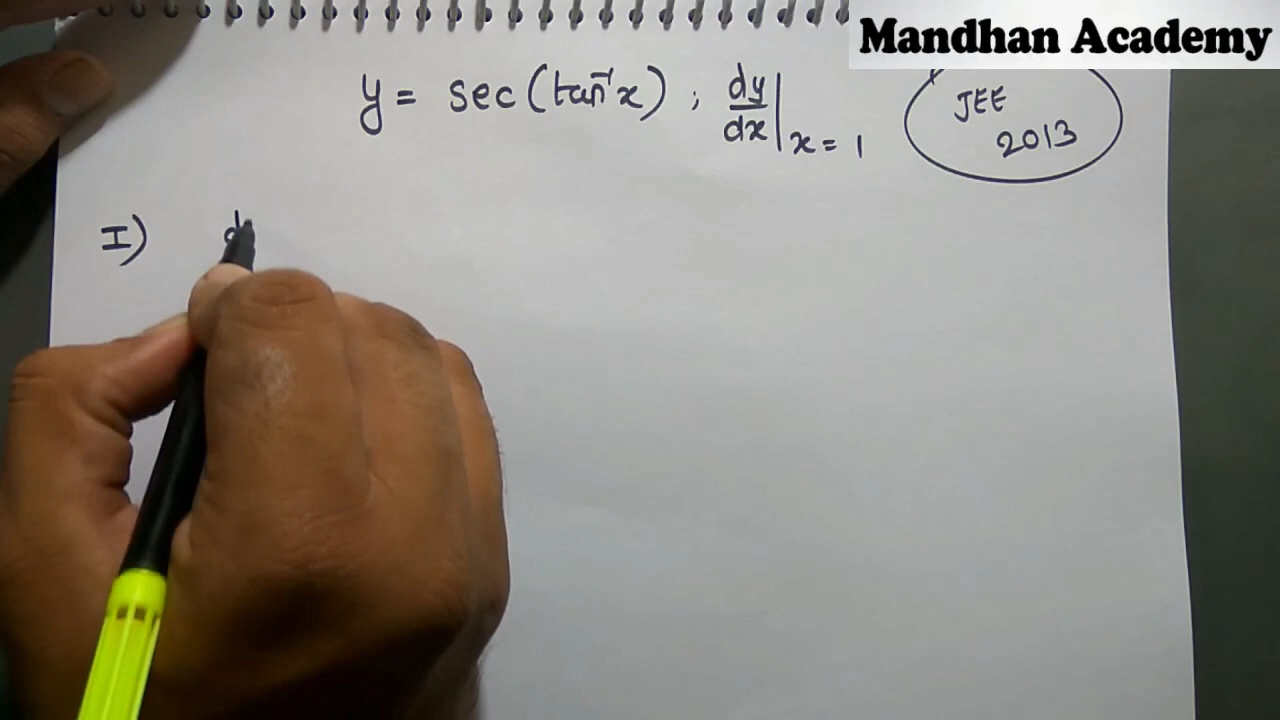 Mandhan Academy
y = sec(tan⁻¹x) ; dy/dx | x = 1
JEE
2013
I) d